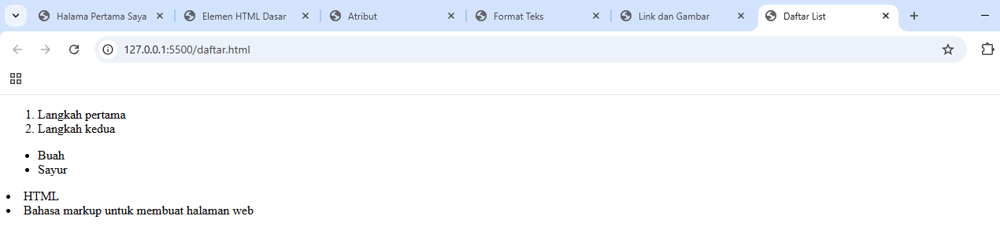 Halama Pertama Saya
Elemen HTML Dasar
Atribut
Format Teks
Link dan Gambar
Daftar List
127.0.0.1:5500/daftar.html
1. Langkah pertama
2. Langkah kedua
• Buah
• Sayur
• HTML
• Bahasa markup untuk membuat halaman web